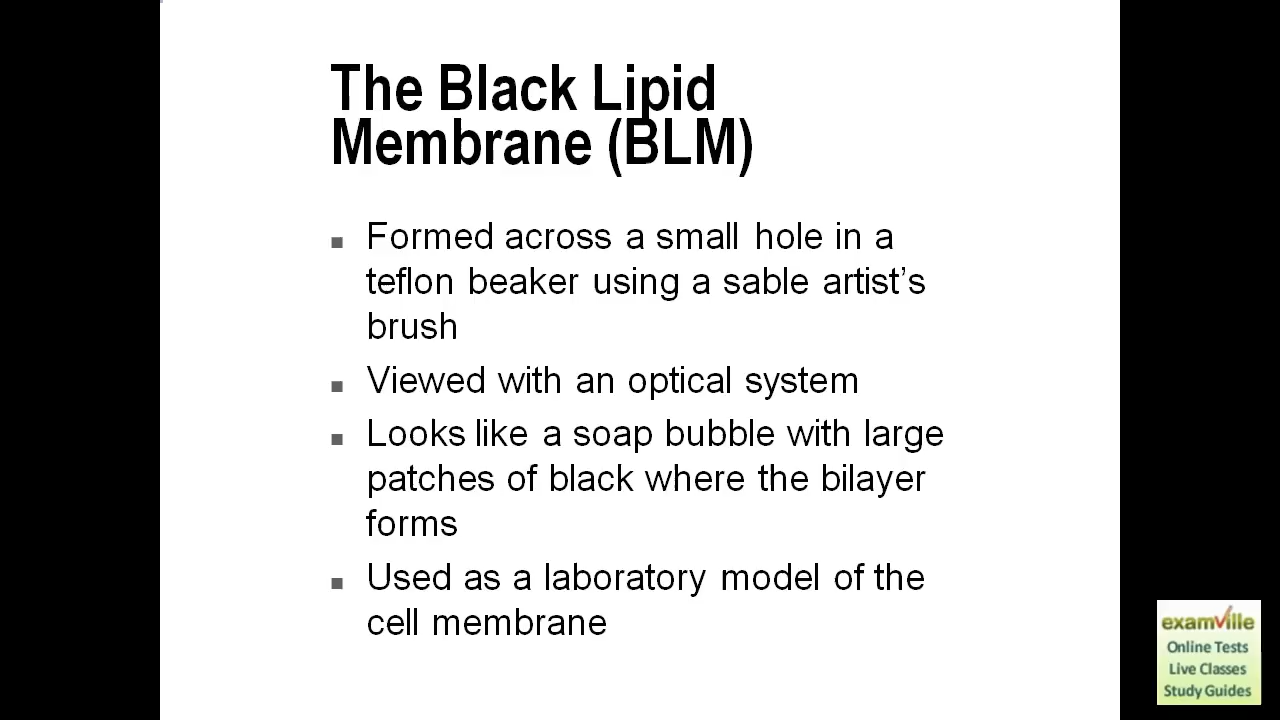 The Black Lipid
Membrane (BLM)
Formed across a small hole in a
teflon beaker using a sable artist’s
brush
Viewed with an optical system
Looks like a soap bubble with large
patches of black where the bilayer
forms
Used as a laboratory model of the
cell membrane
examville
Online Tests
Live Classes
Study Guides